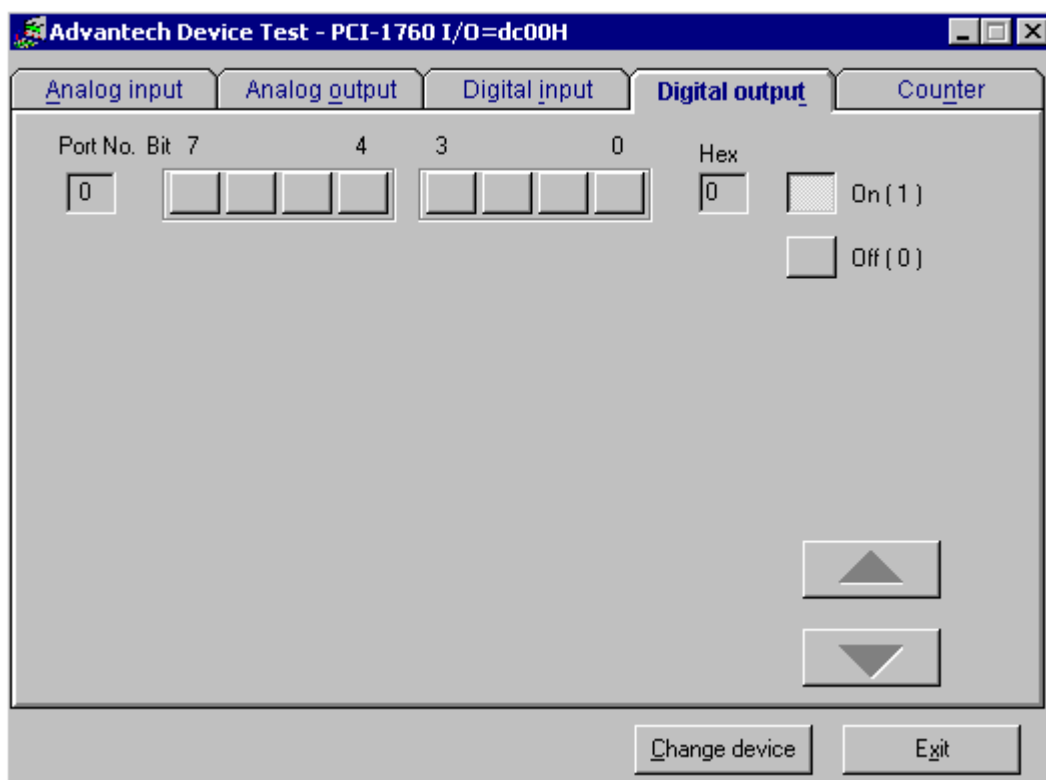 Advantech Device Test - PCI-1760 I/O=dc00H
Analog input Analog output Digital input Digital output Counter
Port No. Bit 7 4 3 0 Hex
0 0 On ( 1 )
Off ( 0 )
Change device Exit